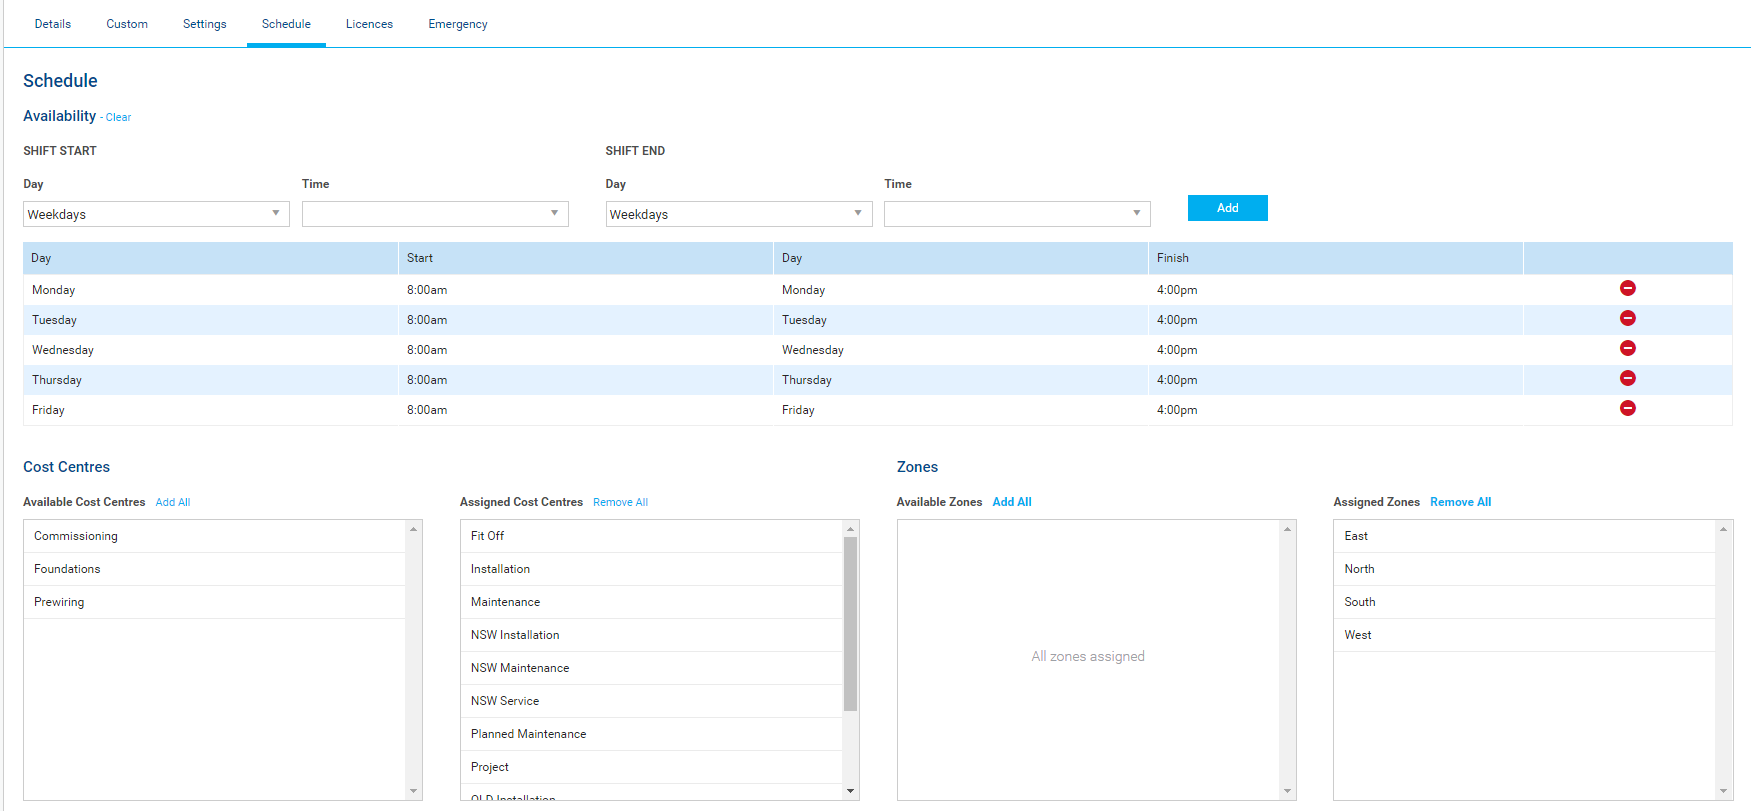 Details Custom Settings Schedule Licences Emergency
Schedule
Availability - Clear
SHIFT START SHIFT END
Day Time Day Time
Weekdays Weekdays Add
Day Start Day Finish
Monday 8:00am Monday 4:00pm
Tuesday 8:00am Tuesday 4:00pm
Wednesday 8:00am Wednesday 4:00pm
Thursday 8:00am Thursday 4:00pm
Friday 8:00am Friday 4:00pm
Cost Centres Zones
Available Cost Centres Add All Assigned Cost Centres Remove All Available Zones Add All Assigned Zones Remove All
Commissioning Fit Off East
Foundations Installation North
Prewiring Maintenance South
NSW Installation West
All zones assigned
NSW Maintenance
NSW Service
Planned Maintenance
Project
QLD Installation